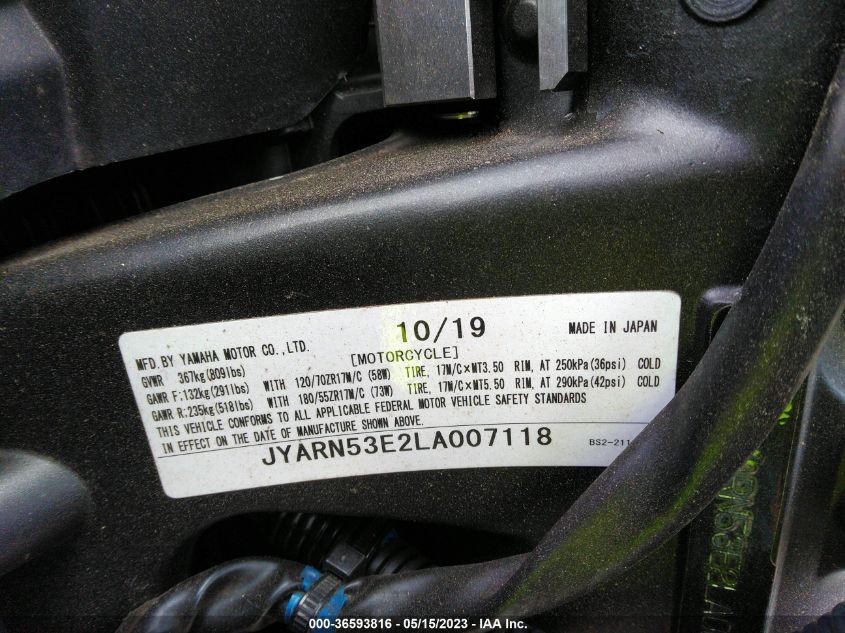 10/19 MADE IN JAPAN
MFD.BY YAMAHA MOTOR CO.,LTD. [MOTORCYCLE]
GVWR 367kg(809lbs)
GAWR F:132kg(291lbs) WITH 120/70ZR17M/C (58W) TIRE, 17M/C×MT3.50 RIM, AT 250kPa(36psi) COLD
GAWR R:235kg(518lbs) WITH 180/55ZR17M/C (73W) TIRE, 17M/C×MT5.50 RIM, AT 290kPa(42psi) COLD
THIS VEHICLE CONFORMS TO ALL APPLICABLE FEDERAL MOTOR VEHICLE SAFETY STANDARDS
IN EFFECT ON THE DATE OF MANUFACTURE SHOWN ABOVE.
JYARN53E2LA007118 BS2-211
000-36593816 - 05/15/2023 - IAA Inc.